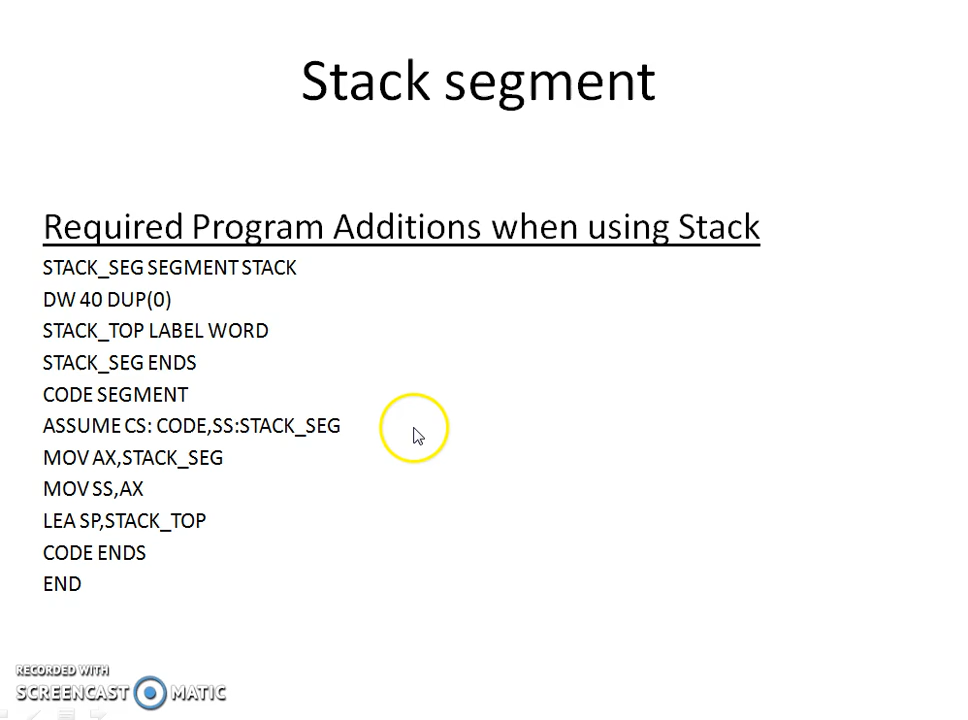 Stack segment
Required Program Additions when using Stack
STACK_SEG SEGMENT STACK
DW 40 DUP(0)
STACK_TOP LABEL WORD
STACK_SEG ENDS
CODE SEGMENT
ASSUME CS: CODE,SS:STACK_SEG
MOV AX,STACK_SEG
MOV SS,AX
LEA SP,STACK_TOP
CODE ENDS
END
RECORDED WITH
SCREENCAST MATIC